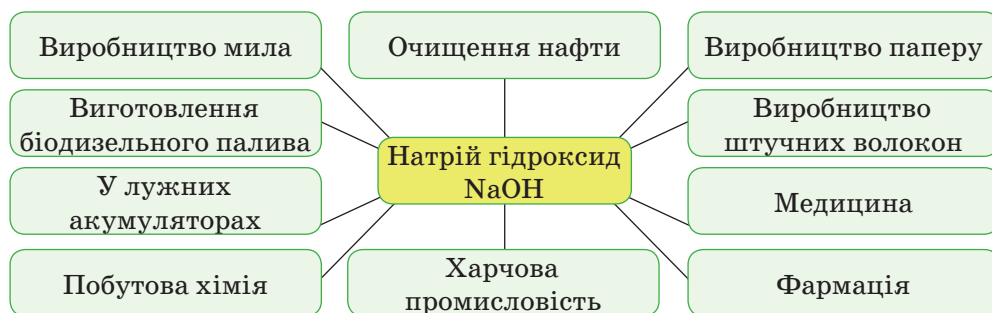 Виробництво мила
Очищення нафти
Виробництво паперу
Виготовлення
біодизельного палива
Виробництво
штучних волокон
Натрій гідроксид
NaOH
У лужних
акумуляторах
Медицина
Побутова хімія
Харчова
промисловість
Фармація